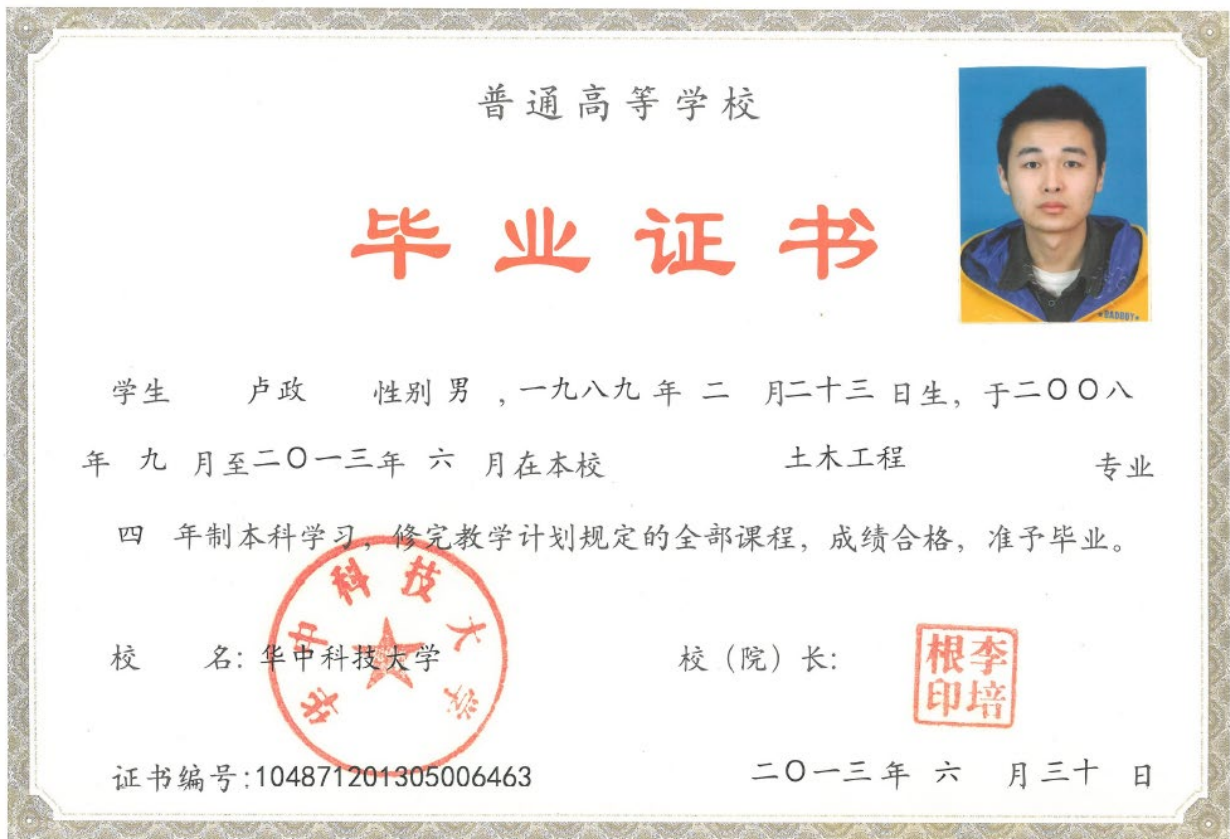 普通高等学校
毕业证书
★DADDDY★
学生 卢政 性别 男 , 一九八九 年 二 月二十三 日生, 于二〇〇八
年 九 月至二〇一三年 六 月在本校 土木工程 专业
四 年制本科学习, 修完教学计划规定的全部课程, 成绩合格, 准予毕业。
华中科技大学
校 名: 华中科技大学 校(院)长:
李培根印
证书编号:104871201305006463 二〇一三年 六 月三十 日